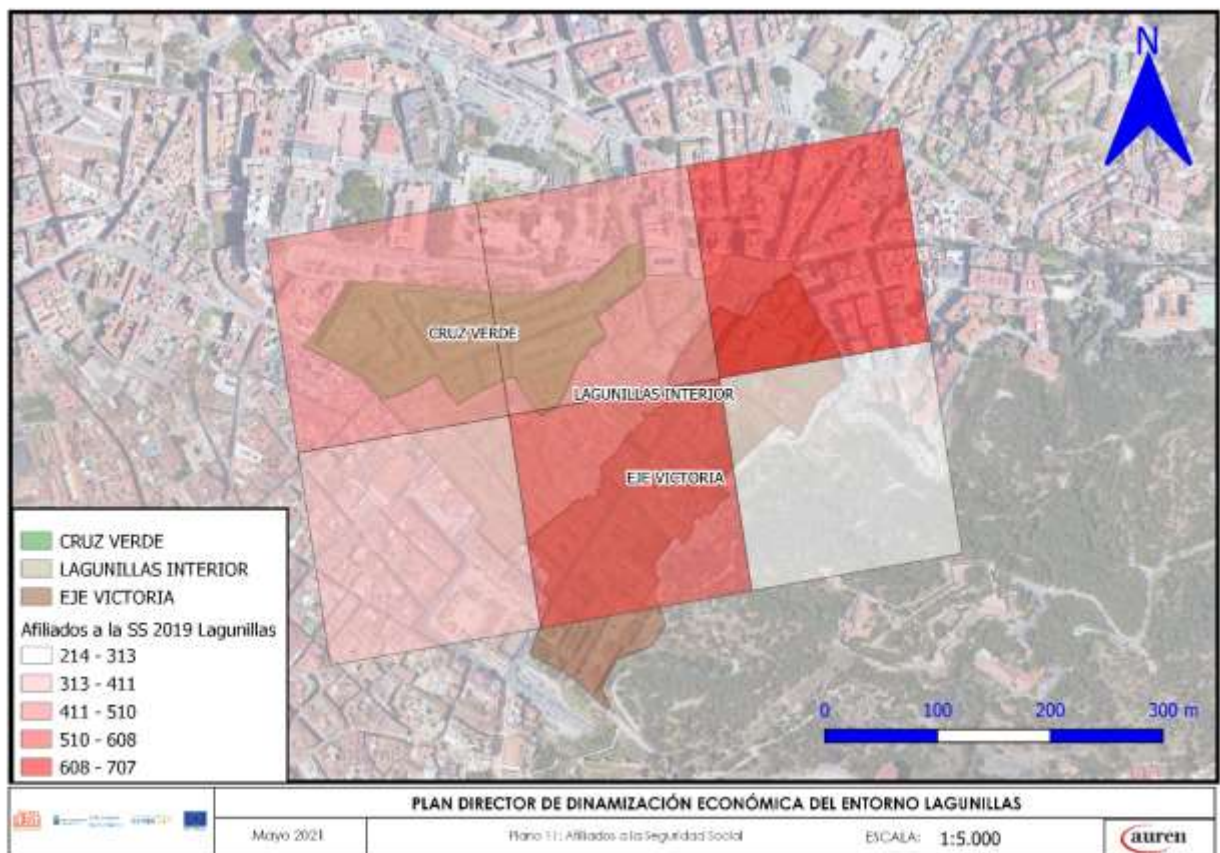 N
CRUZ VERDE
LAGUNILLAS INTERIOR
EJE VICTORIA
CRUZ VERDE
LAGUNILLAS INTERIOR
EJE VICTORIA
Afiliados a la SS 2019 Lagunillas
214 - 313
313 - 411
411 - 510
510 - 608
608 - 707
0 100 200 300 m
PLAN DIRECTOR DE DINAMIZACIÓN ECONÓMICA DEL ENTORNO LAGUNILLAS
Mayo 2021
Plano 11: Afiliados a la Seguridad Social
ESCALA: 1:5.000
auren